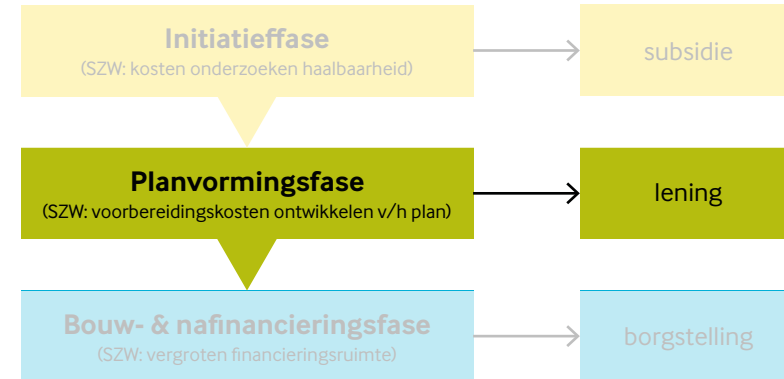 Initiatieffase
(SZW: kosten onderzoeken haalbaarheid)
subsidie
Planvormingsfase
(SZW: voorbereidingskosten ontwikkelen v/h plan)
lening
Bouw- & nafinancieringsfase
(SZW: vergroten financieringsruimte)
borgstelling